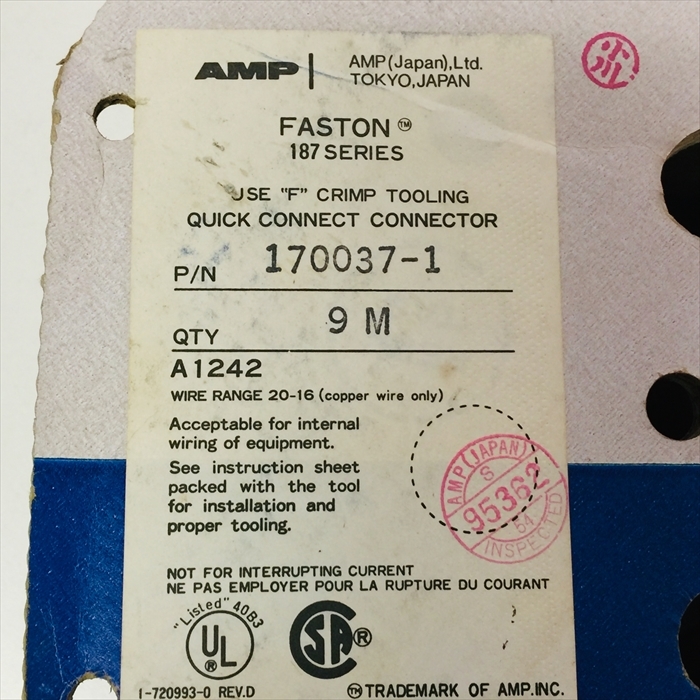 AMP
AMP(Japan),Ltd.
TOKYO,JAPAN
FASTON™
187 SERIES
USE "F" CRIMP TOOLING
QUICK CONNECT CONNECTOR
P/N 170037-1
QTY 9 M
A1242
WIRE RANGE 20-16 (copper wire only)
Acceptable for internal
wiring of equipment.
See instruction sheet
packed with the tool
for installation and
proper tooling.
AMP(JAPAN)
S
95362
54
INSPECTED
NOT FOR INTERRUPTING CURRENT
NE PAS EMPLOYER POUR LA RUPTURE DU COURANT
"Listed" 40B3
UL®
SA®
1-720993-0 REV.D
™TRADEMARK OF AMP.INC.